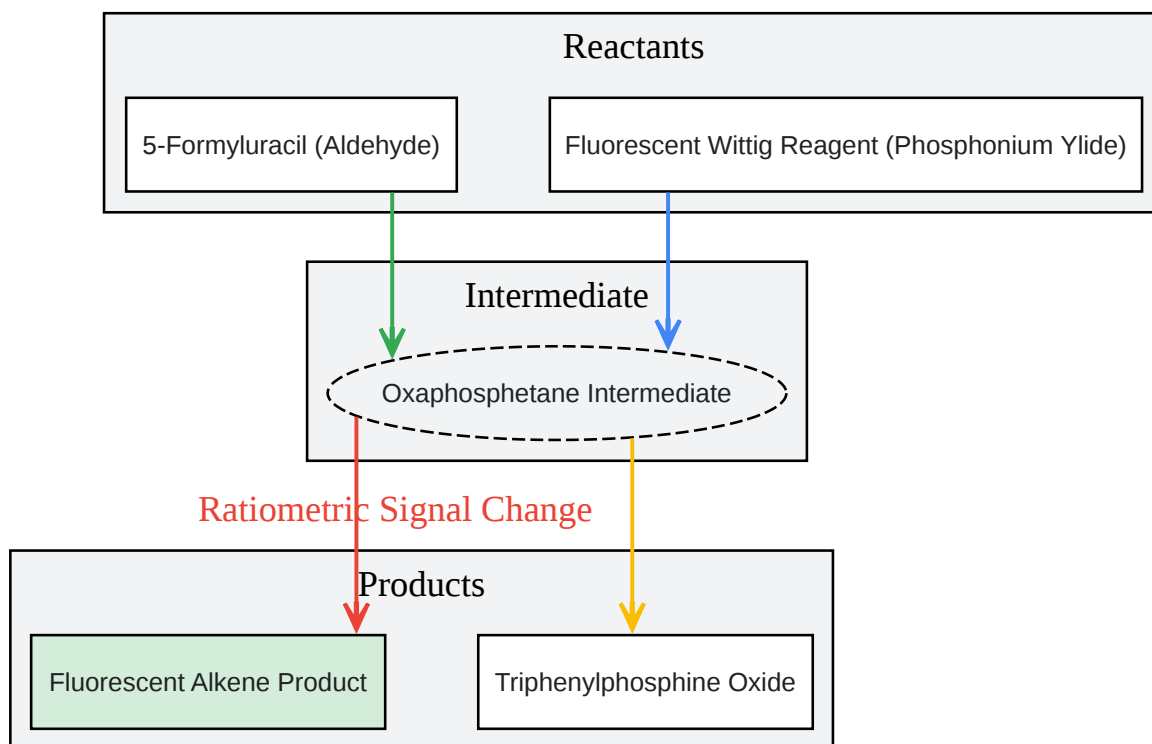 Reactants
5-Formyluracil (Aldehyde)
Fluorescent Wittig Reagent (Phosphonium Ylide)
Intermediate
Oxaphosphetane Intermediate
Ratiometric Signal Change
Products
Fluorescent Alkene Product
Triphenylphosphine Oxide